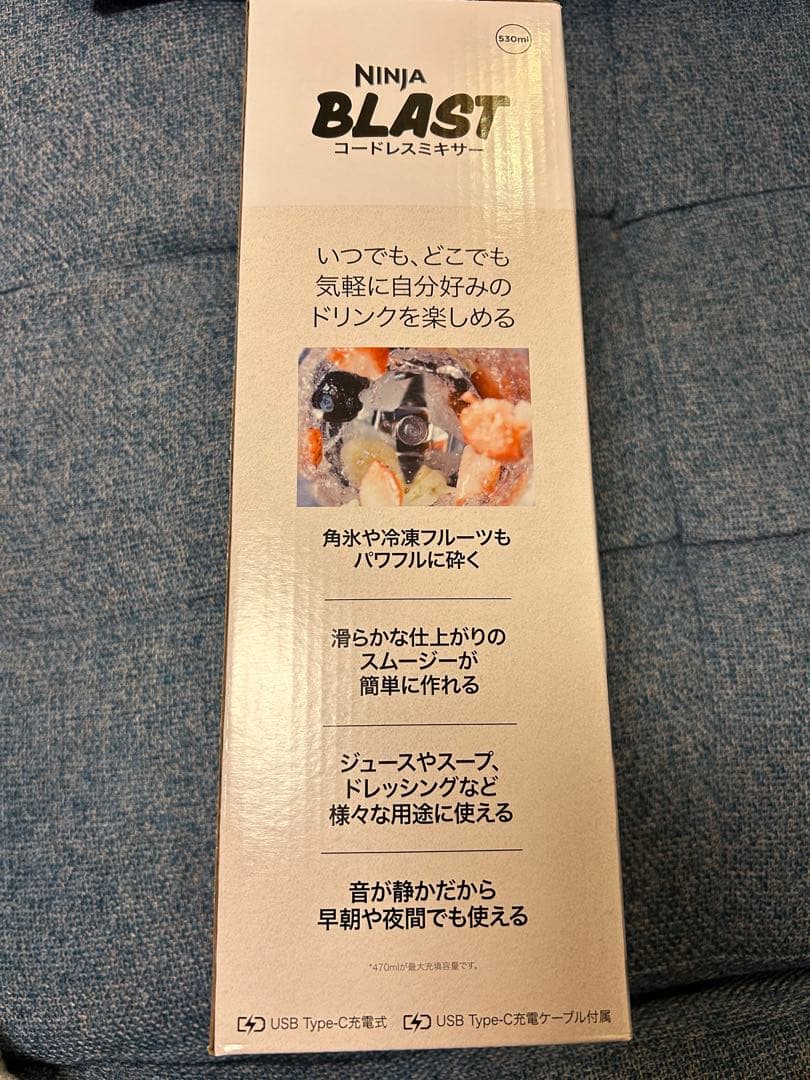 530ml
NINJA
BLAST
コードレスミキサー
いつでも、どこでも
気軽に自分好みの
ドリンクを楽しめる
角氷や冷凍フルーツも
パワフルに砕く
滑らかな仕上がりの
スムージーが
簡単に作れる
ジュースやスープ、
ドレッシングなど
様々な用途に使える
音が静かだから
早朝や夜間でも使える
*470mlが最大充填容量です。
USB Type-C充電式 USB Type-C充電ケーブル付属